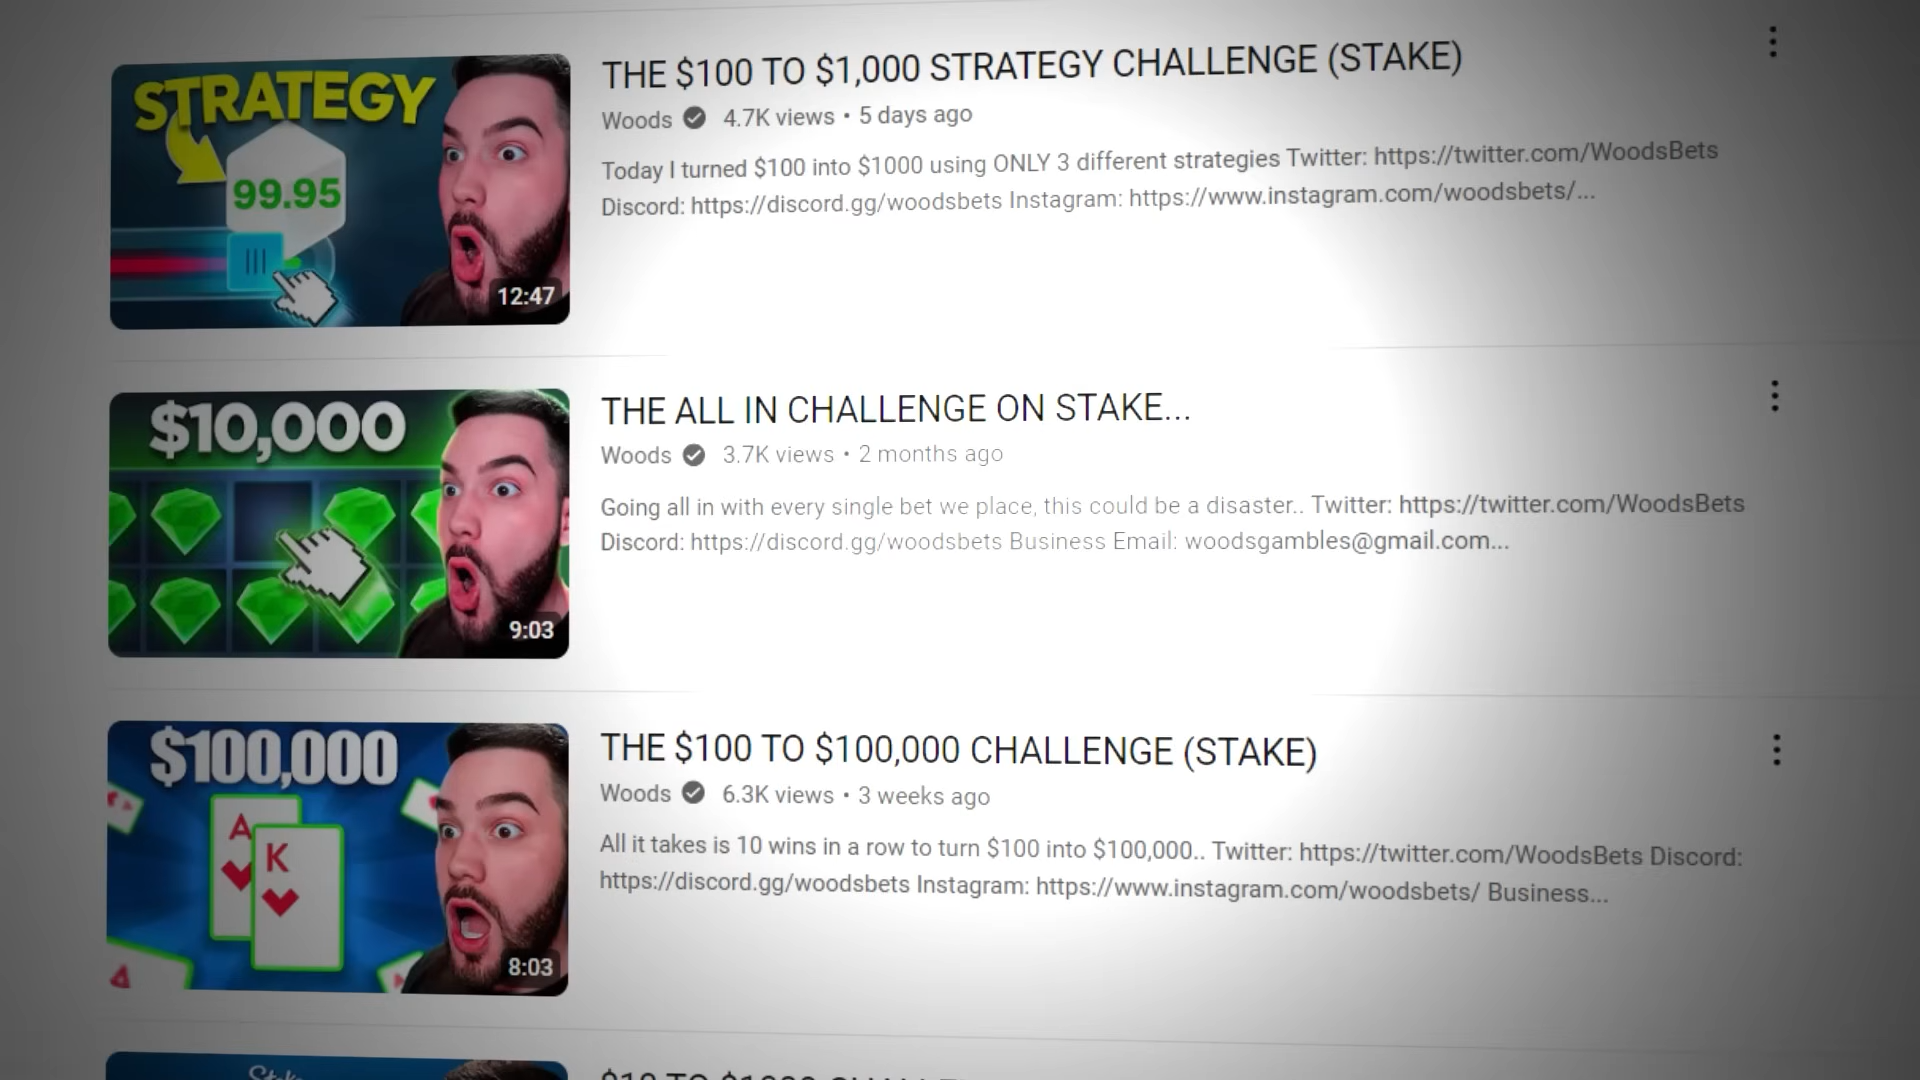 STRATEGY
99.95
12:47
THE $100 TO $1,000 STRATEGY CHALLENGE (STAKE)
Woods 4.7K views • 5 days ago
Today I turned $100 into $1000 using ONLY 3 different strategies Twitter: https://twitter.com/WoodsBets
Discord: https://discord.gg/woodsbets Instagram: https://www.instagram.com/woodsbets/...
$10,000
9:03
THE ALL IN CHALLENGE ON STAKE...
Woods 3.7K views • 2 months ago
Going all in with every single bet we place, this could be a disaster.. Twitter: https://twitter.com/WoodsBets
Discord: https://discord.gg/woodsbets Business Email: woodsgambles@gmail.com...
$100,000
A
K
8:03
THE $100 TO $100,000 CHALLENGE (STAKE)
Woods 6.3K views • 3 weeks ago
All it takes is 10 wins in a row to turn $100 into $100,000.. Twitter: https://twitter.com/WoodsBets Discord:
https://discord.gg/woodsbets Instagram: https://www.instagram.com/woodsbets/ Business...
Stake